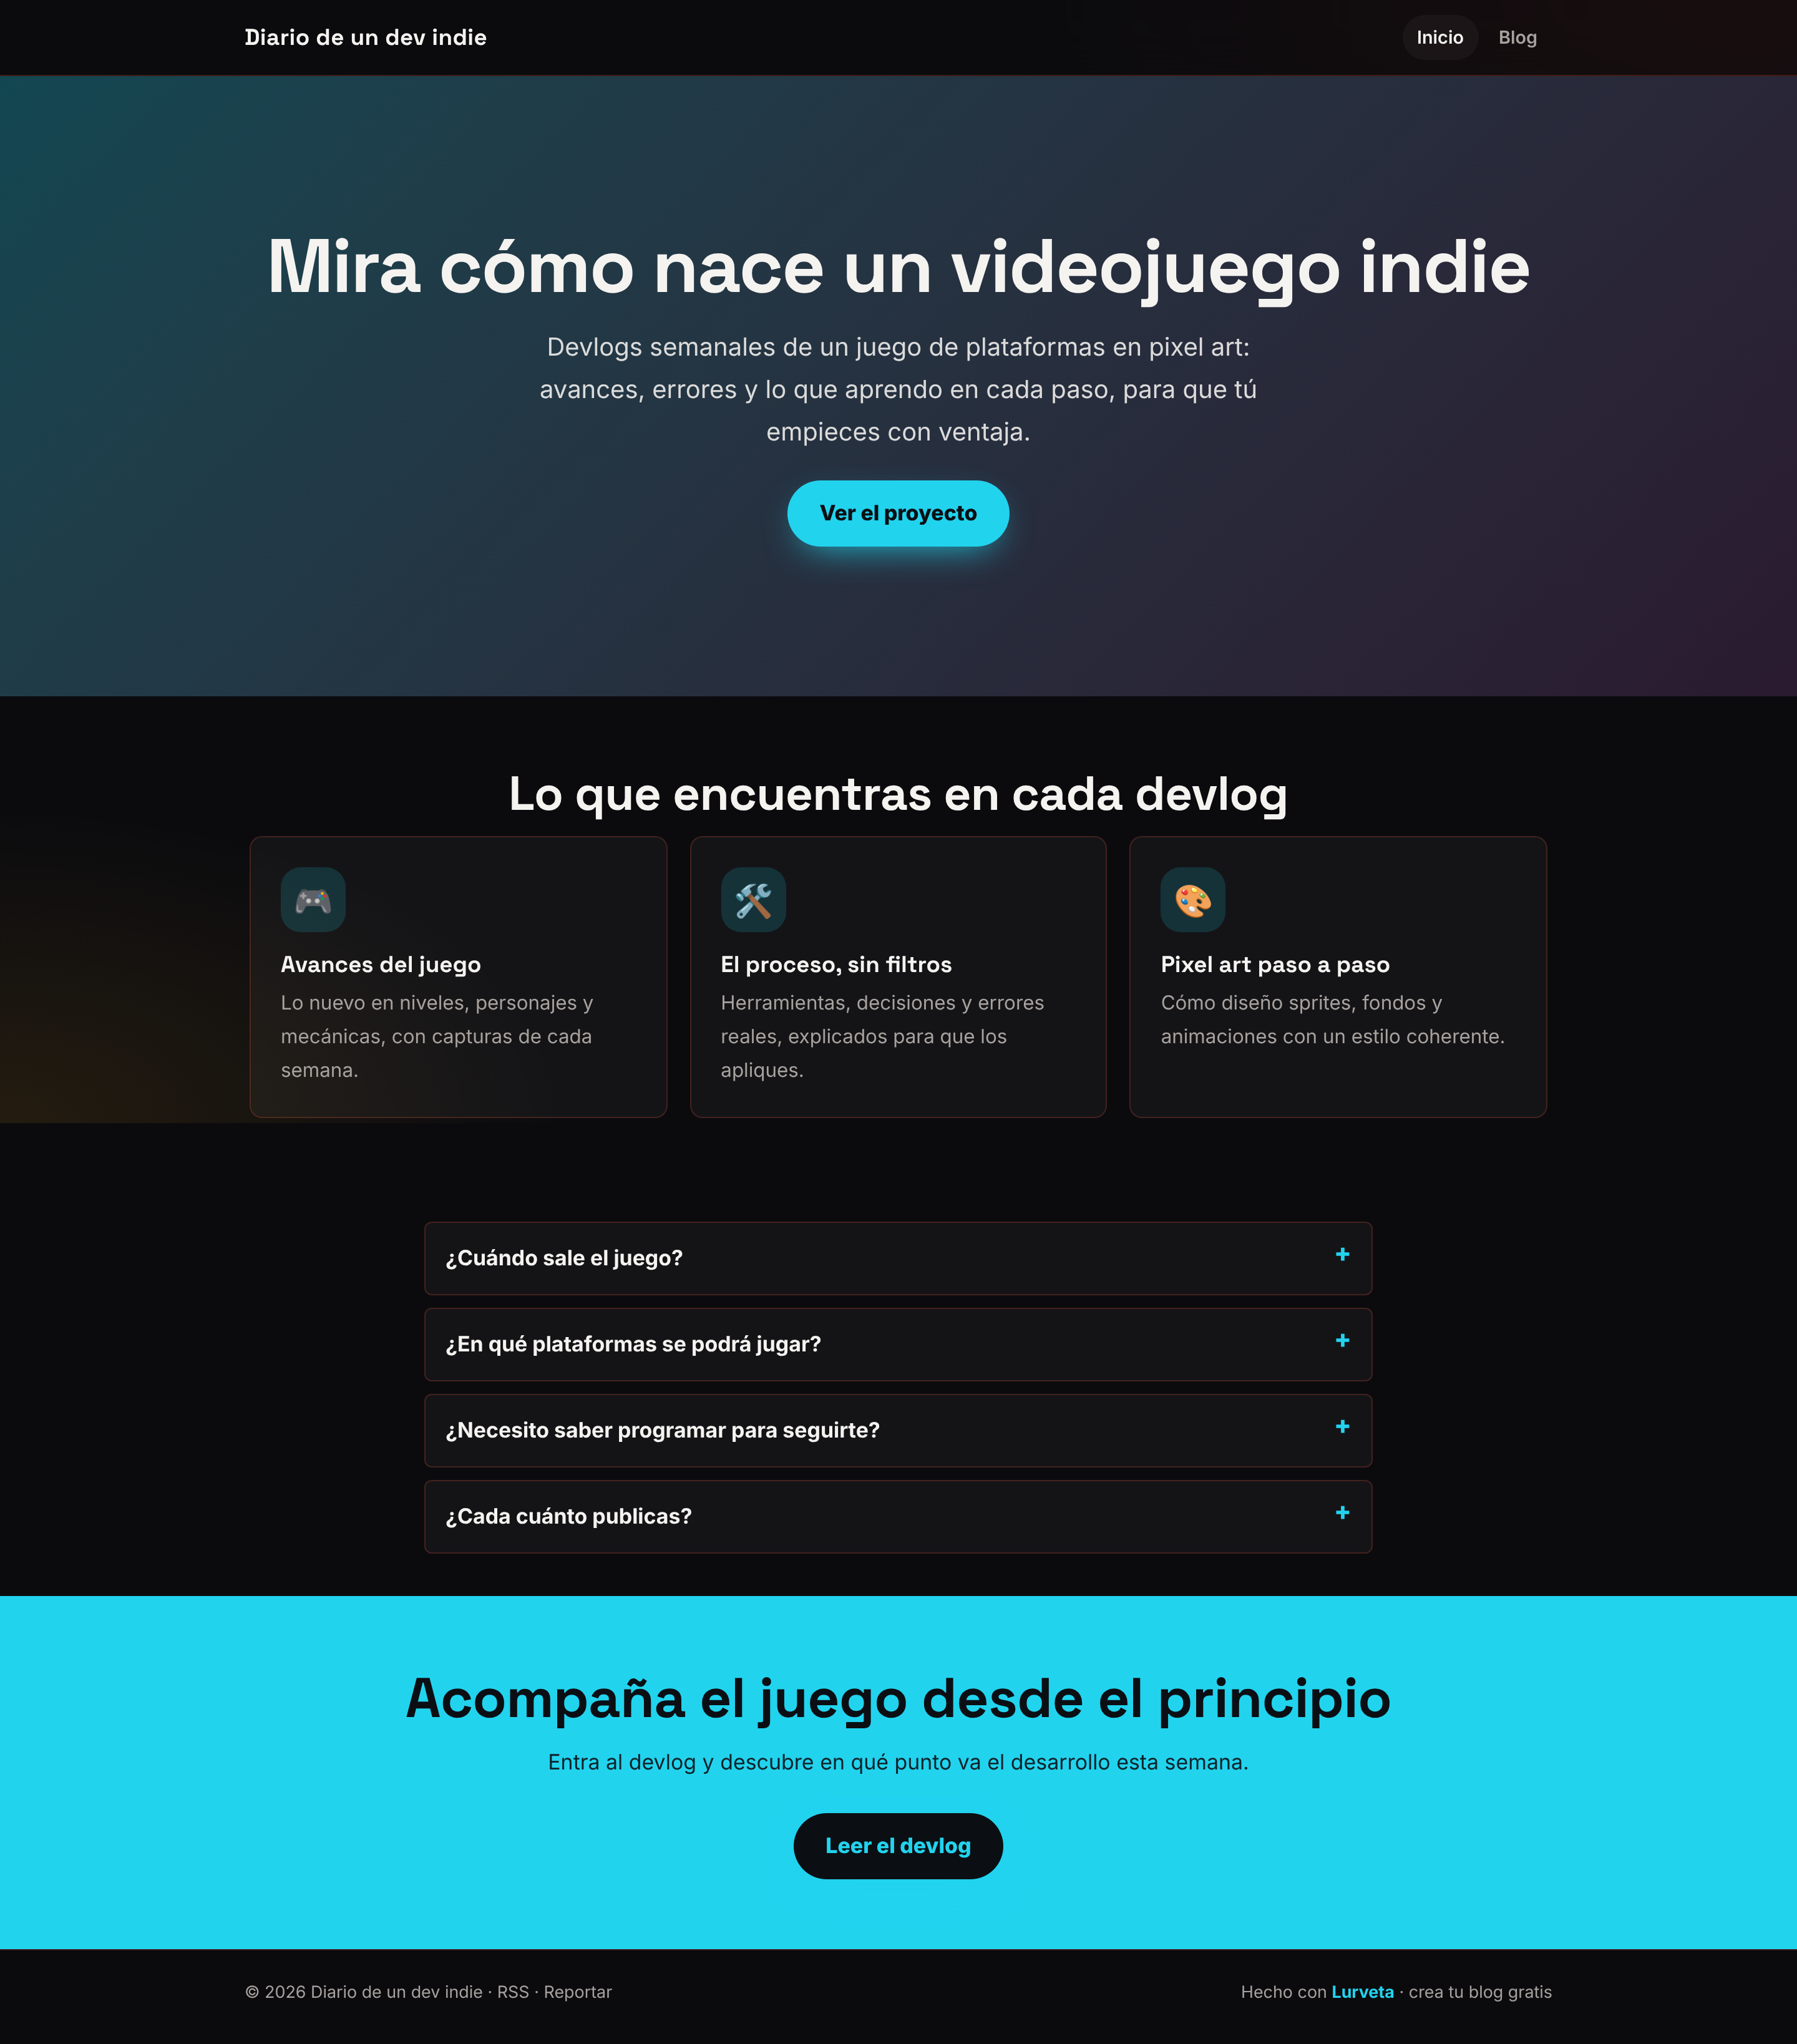 Diario de un dev indie
Inicio
Blog
Mira cómo nace un videojuego indie
Devlogs semanales de un juego de plataformas en pixel art:
avances, errores y lo que aprendo en cada paso, para que tú
empieces con ventaja.
Ver el proyecto
Lo que encuentras en cada devlog
Avances del juego
Lo nuevo en niveles, personajes y
mecánicas, con capturas de cada
semana.
El proceso, sin filtros
Herramientas, decisiones y errores
reales, explicados para que los
apliques.
Pixel art paso a paso
Cómo diseño sprites, fondos y
animaciones con un estilo coherente.
¿Cuándo sale el juego?
+
¿En qué plataformas se podrá jugar?
+
¿Necesito saber programar para seguirte?
+
¿Cada cuánto publicas?
+
Acompaña el juego desde el principio
Entra al devlog y descubre en qué punto va el desarrollo esta semana.
Leer el devlog
© 2026 Diario de un dev indie · RSS · Reportar
Hecho con Lurveta · crea tu blog gratis